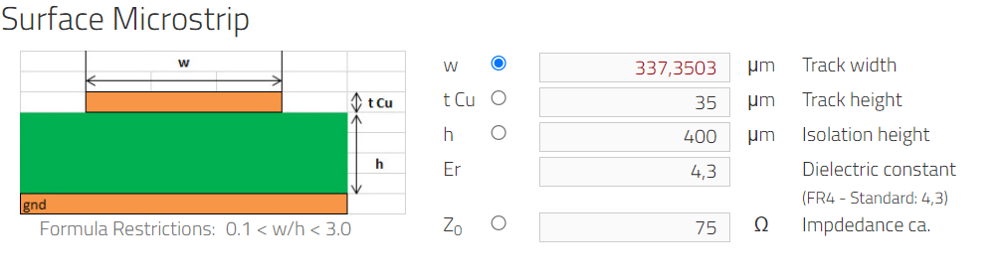 Surface Microstrip
w
t Cu
h
gnd
Formula Restrictions: 0.1 < w/h < 3.0
w 337,3503 µm Track width
t Cu 35 µm Track height
h 400 µm Isolation height
Er 4,3 Dielectric constant
(FR4 - Standard: 4,3)
Z0 75 Ω Impdedance ca.